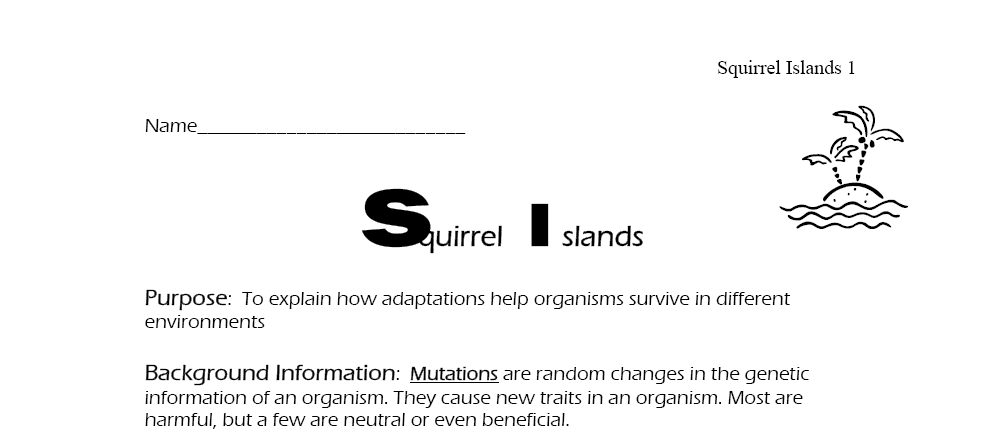 Squirrel Islands 1
Name___________________________
Squirrel Islands
Purpose: To explain how adaptations help organisms survive in different
environments
Background Information: Mutations are random changes in the genetic
information of an organism. They cause new traits in an organism. Most are
harmful, but a few are neutral or even beneficial.